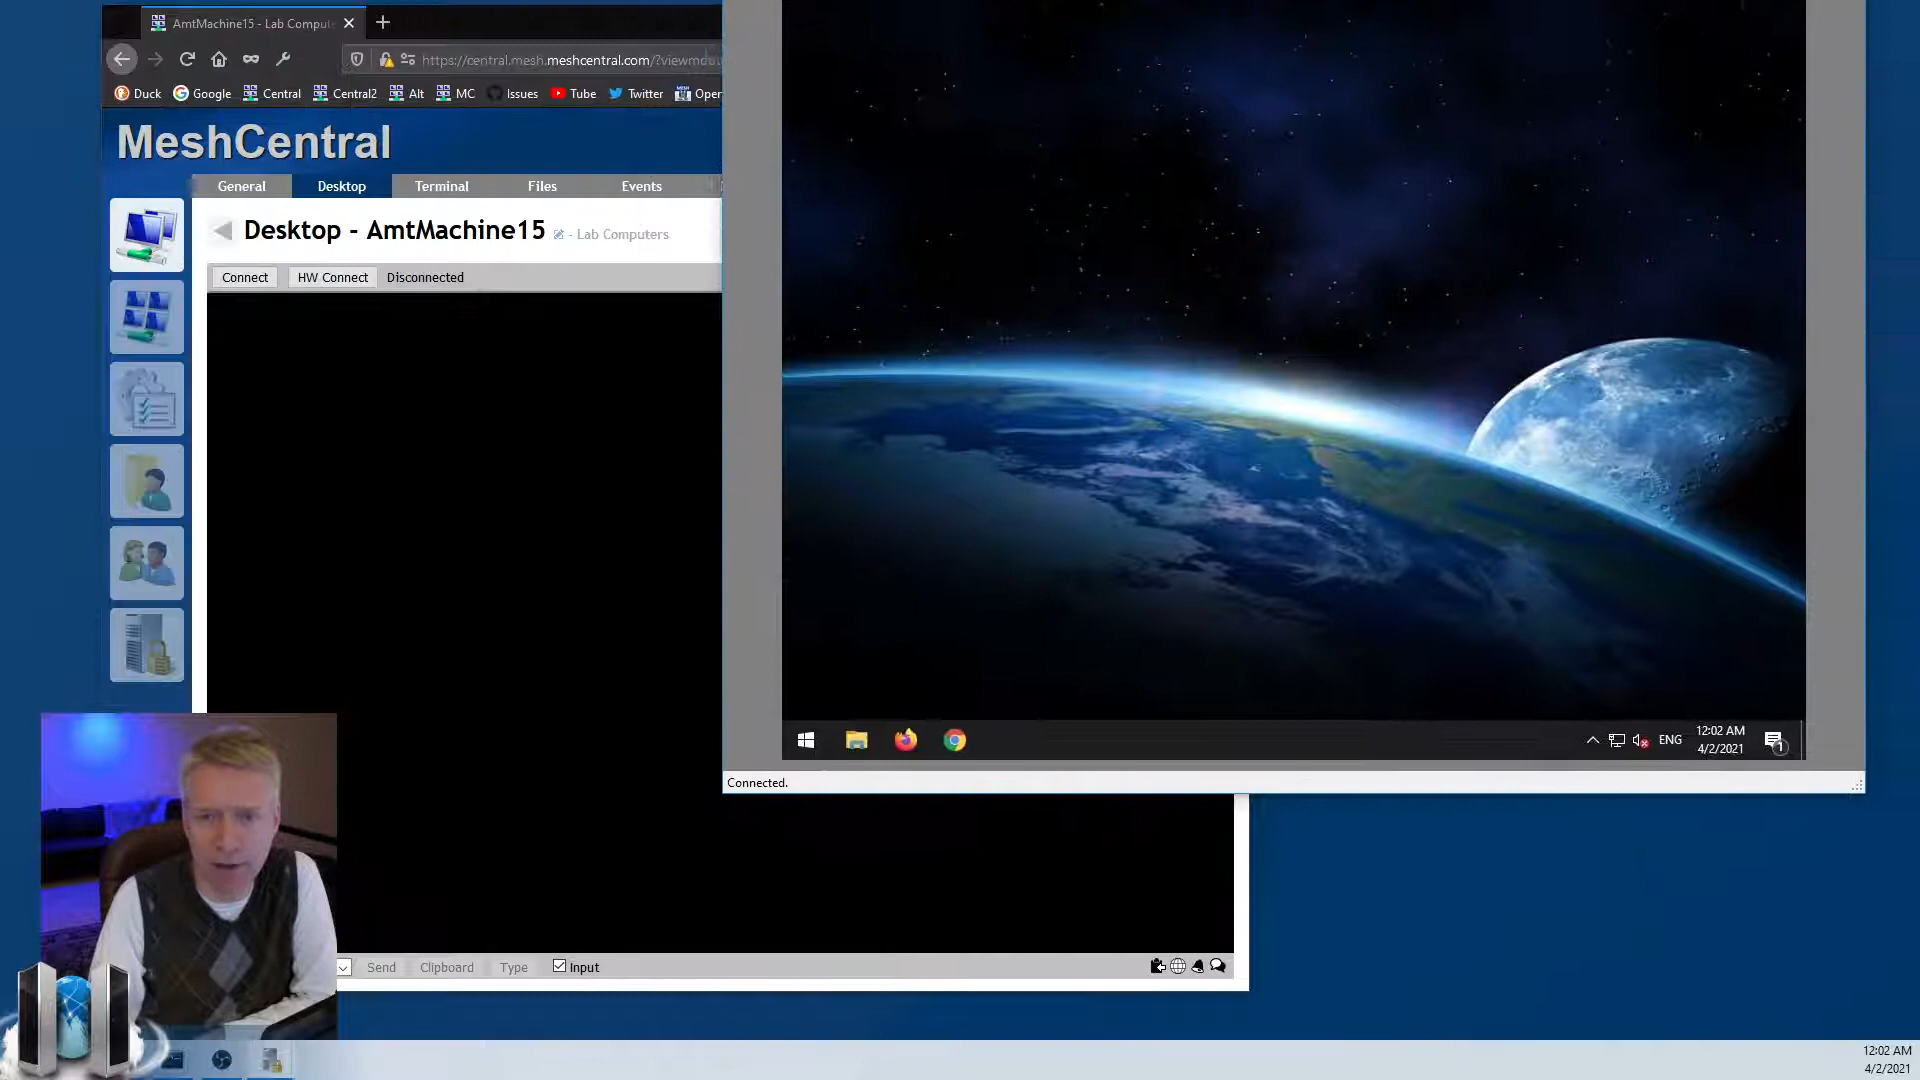 AmtMachine15 - Lab Compute
https://central.mesh.meshcentral.com/?viewmo
Duck Google Central Central2 Alt MC Issues Tube Twitter Oper
MeshCentral
General Desktop Terminal Files Events
Desktop - AmtMachine15 - Lab Computers
Connect HW Connect Disconnected
ENG
12:02 AM
4/2/2021
1
Connected.
Send Clipboard Type Input
12:02 AM
4/2/2021